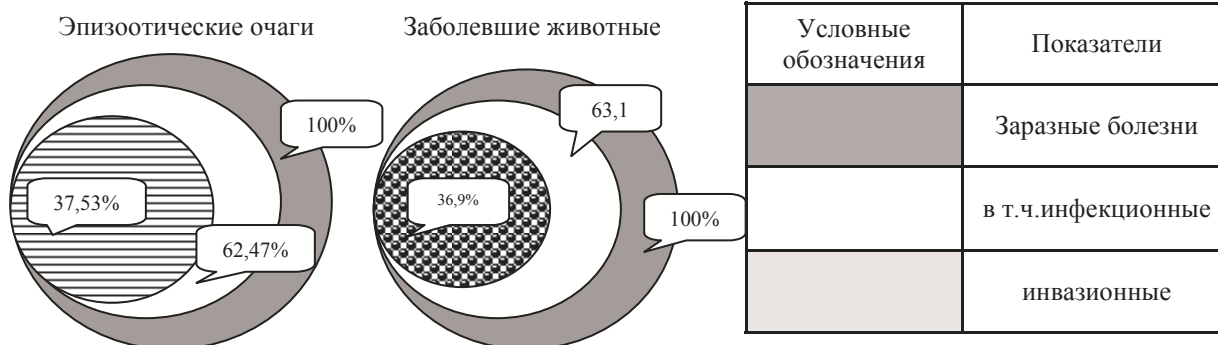 Эпизоотические очаги
100%
37,53%
62,47%
Заболевшие животные
63,1
36,9%
100%
Условные
обозначения
Показатели
Заразные болезни
в т.ч.инфекционные
инвазионные